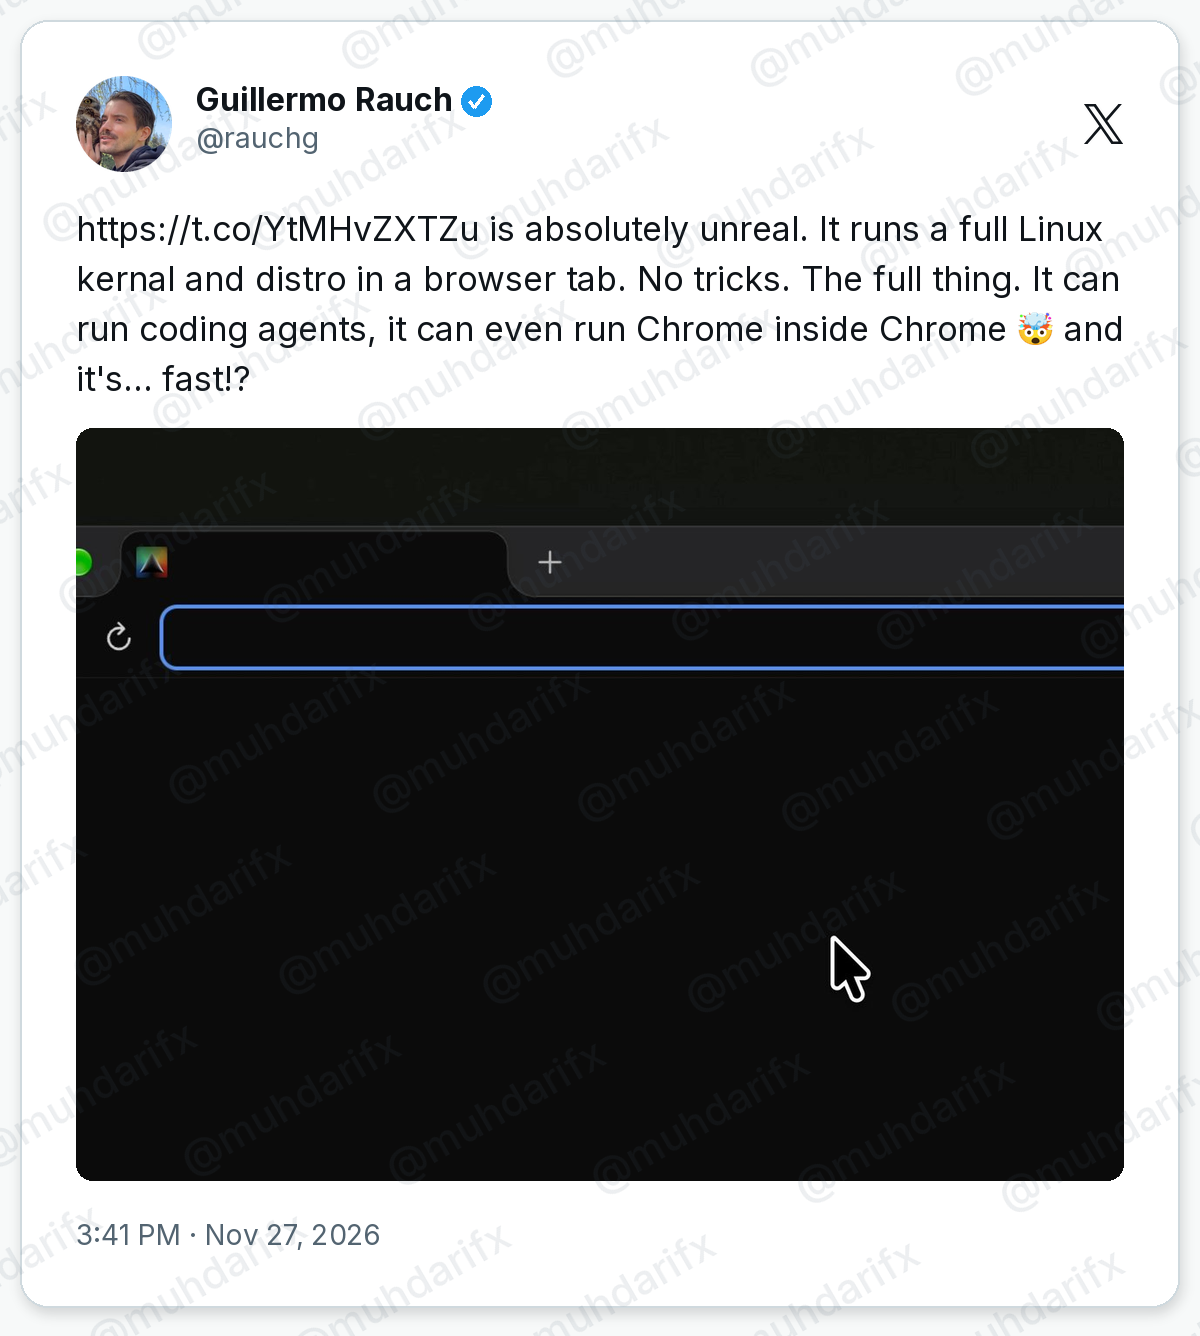 Guillermo Rauch
@rauchg
https://t.co/YtMHvZXTZu is absolutely unreal. It runs a full Linux
kernal and distro in a browser tab. No tricks. The full thing. It can
run coding agents, it can even run Chrome inside Chrome 🤯 and
it's... fast!?
3:41 PM · Nov 27, 2026
@muhdarifx